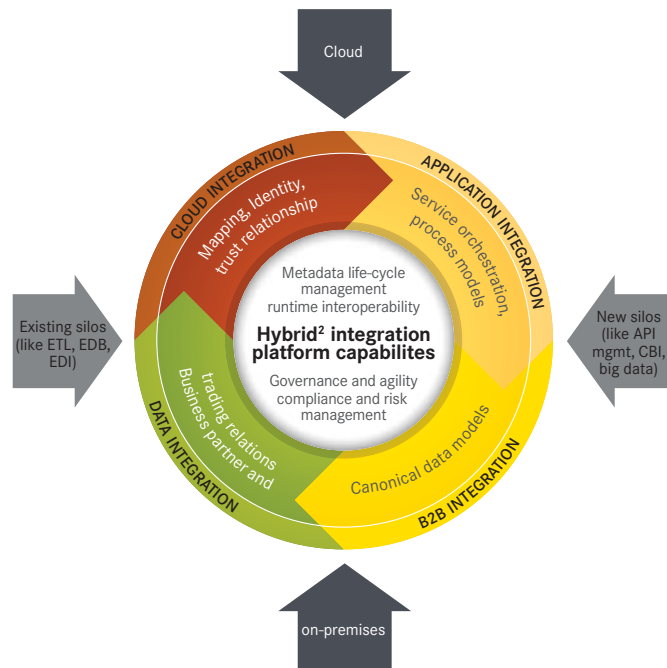 Cloud
CLOUD INTEGRATION
APPLICATION INTEGRATION
Mapping, Identity,
trust relationship
Service orchestration,
process models
Metadata life-cycle
management
runtime interoperability
Hybrid² integration
platform capabilites
Governance and agility
compliance and risk
management
Existing silos
(like ETL, EDB,
EDI)
New silos
(like API
mgmt, CBI,
big data)
trading relations
Business partner and
Canonical data models
DATA INTEGRATION
B2B INTEGRATION
on-premises